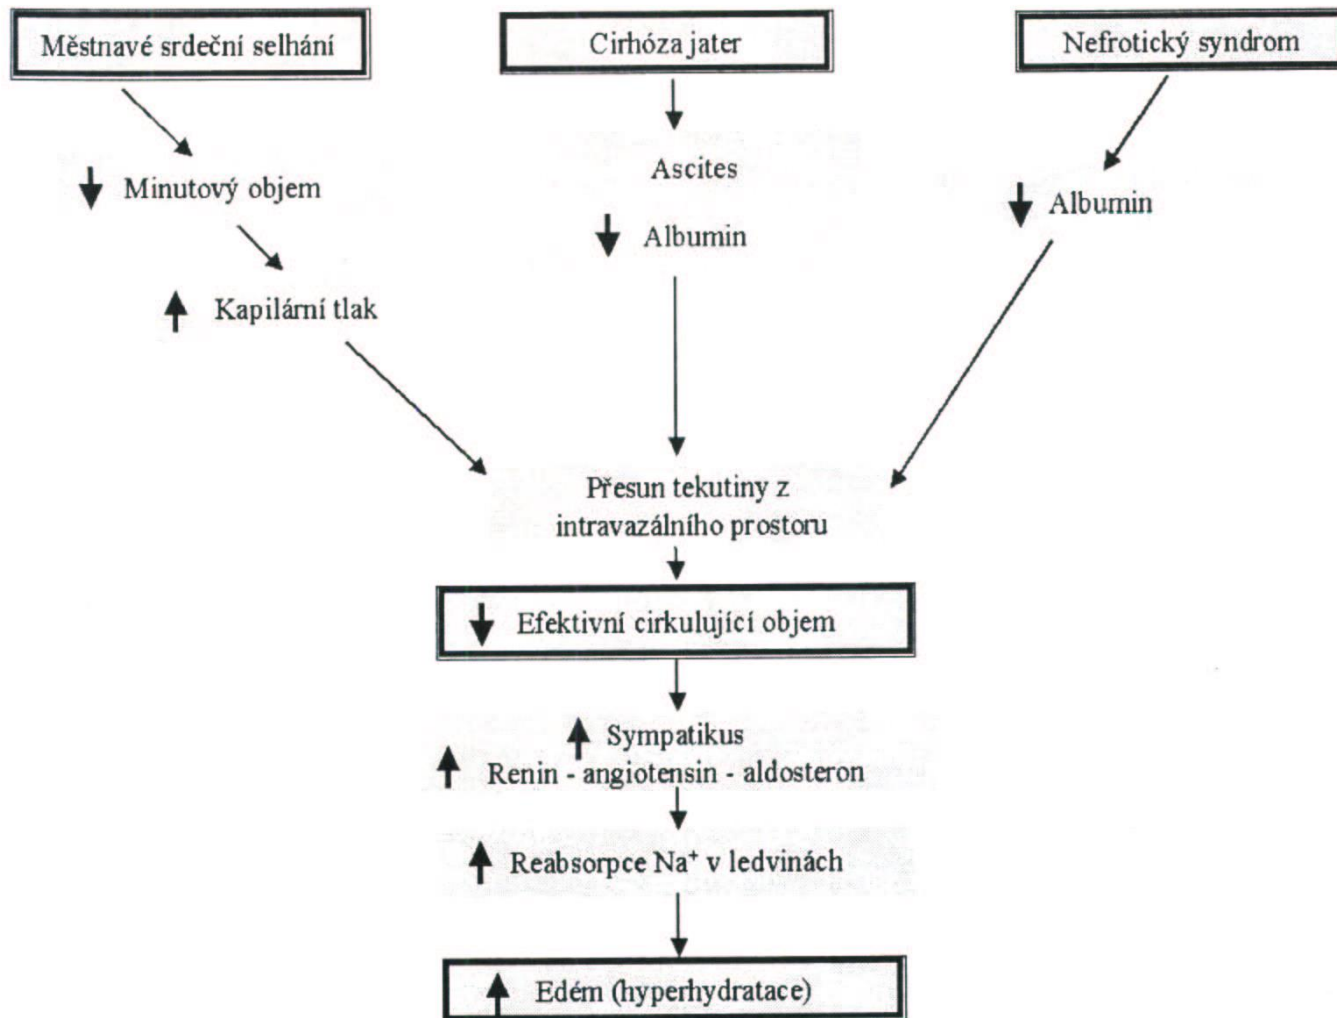 Městnavé srdeční selhání
Cirhóza jater
Nefrotický syndrom
Minutový objem
Ascites
Albumin
Albumin
Kapilární tlak
Přesun tekutiny z
intravazálního prostoru
Efektivní cirkulující objem
Sympatikus
Renin - angiotensin - aldosteron
Reabsorpce Na⁺ v ledvinách
Edém (hyperhydratace)